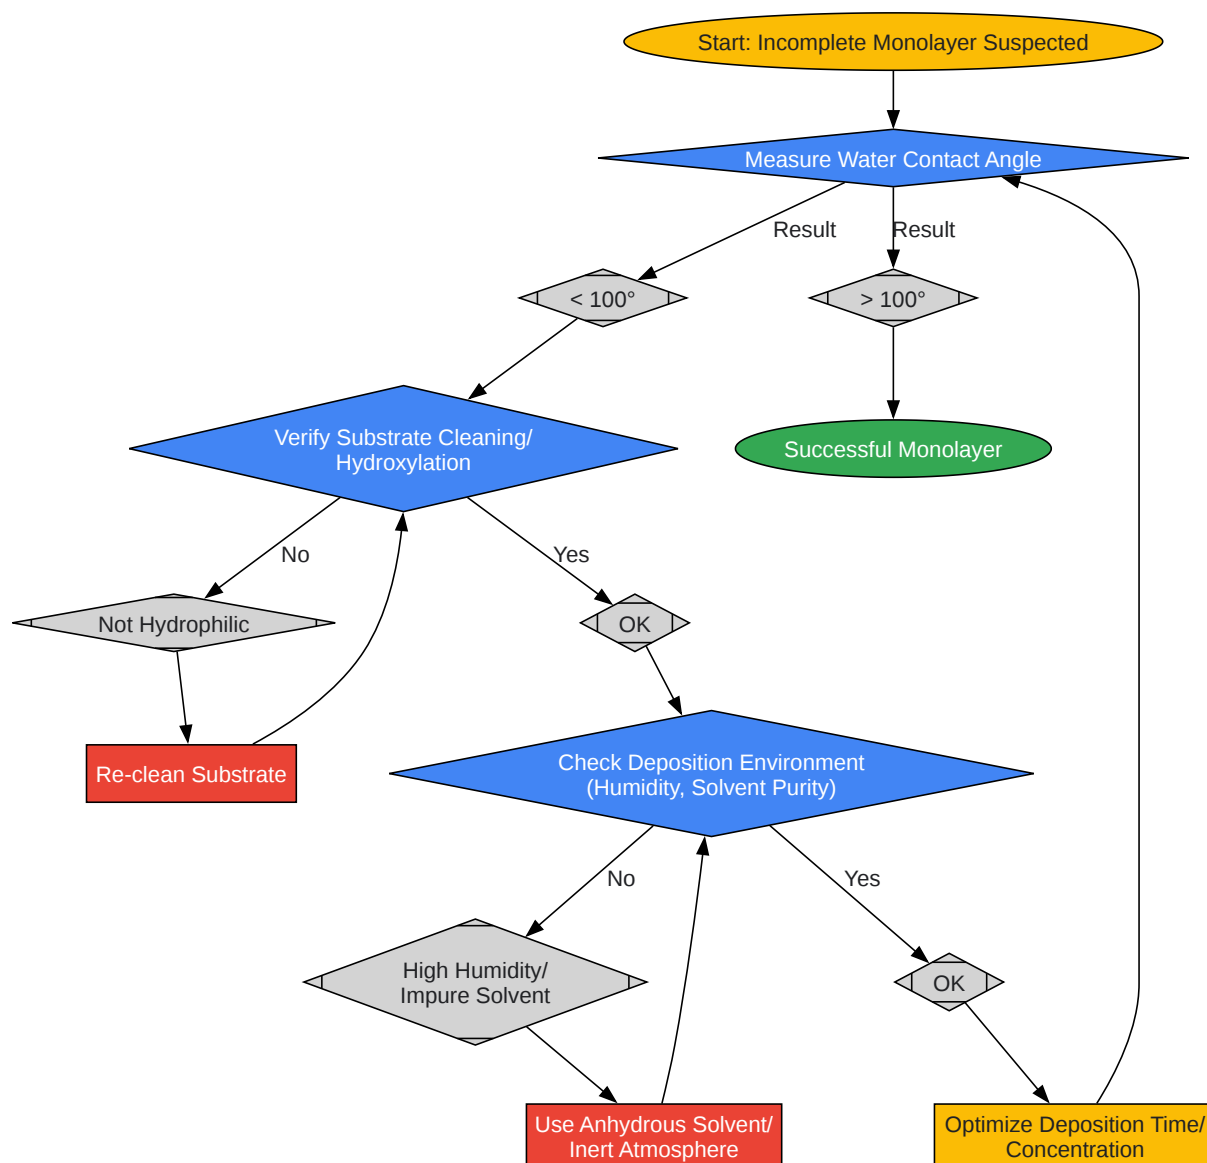 Start: Incomplete Monolayer Suspected
Measure Water Contact Angle
Result
Result
< 100°
> 100°
Verify Substrate Cleaning/
Hydroxylation
Successful Monolayer
No
Yes
Not Hydrophilic
OK
Re-clean Substrate
Check Deposition Environment
(Humidity, Solvent Purity)
No
Yes
High Humidity/
Impure Solvent
OK
Use Anhydrous Solvent/
Inert Atmosphere
Optimize Deposition Time/
Concentration